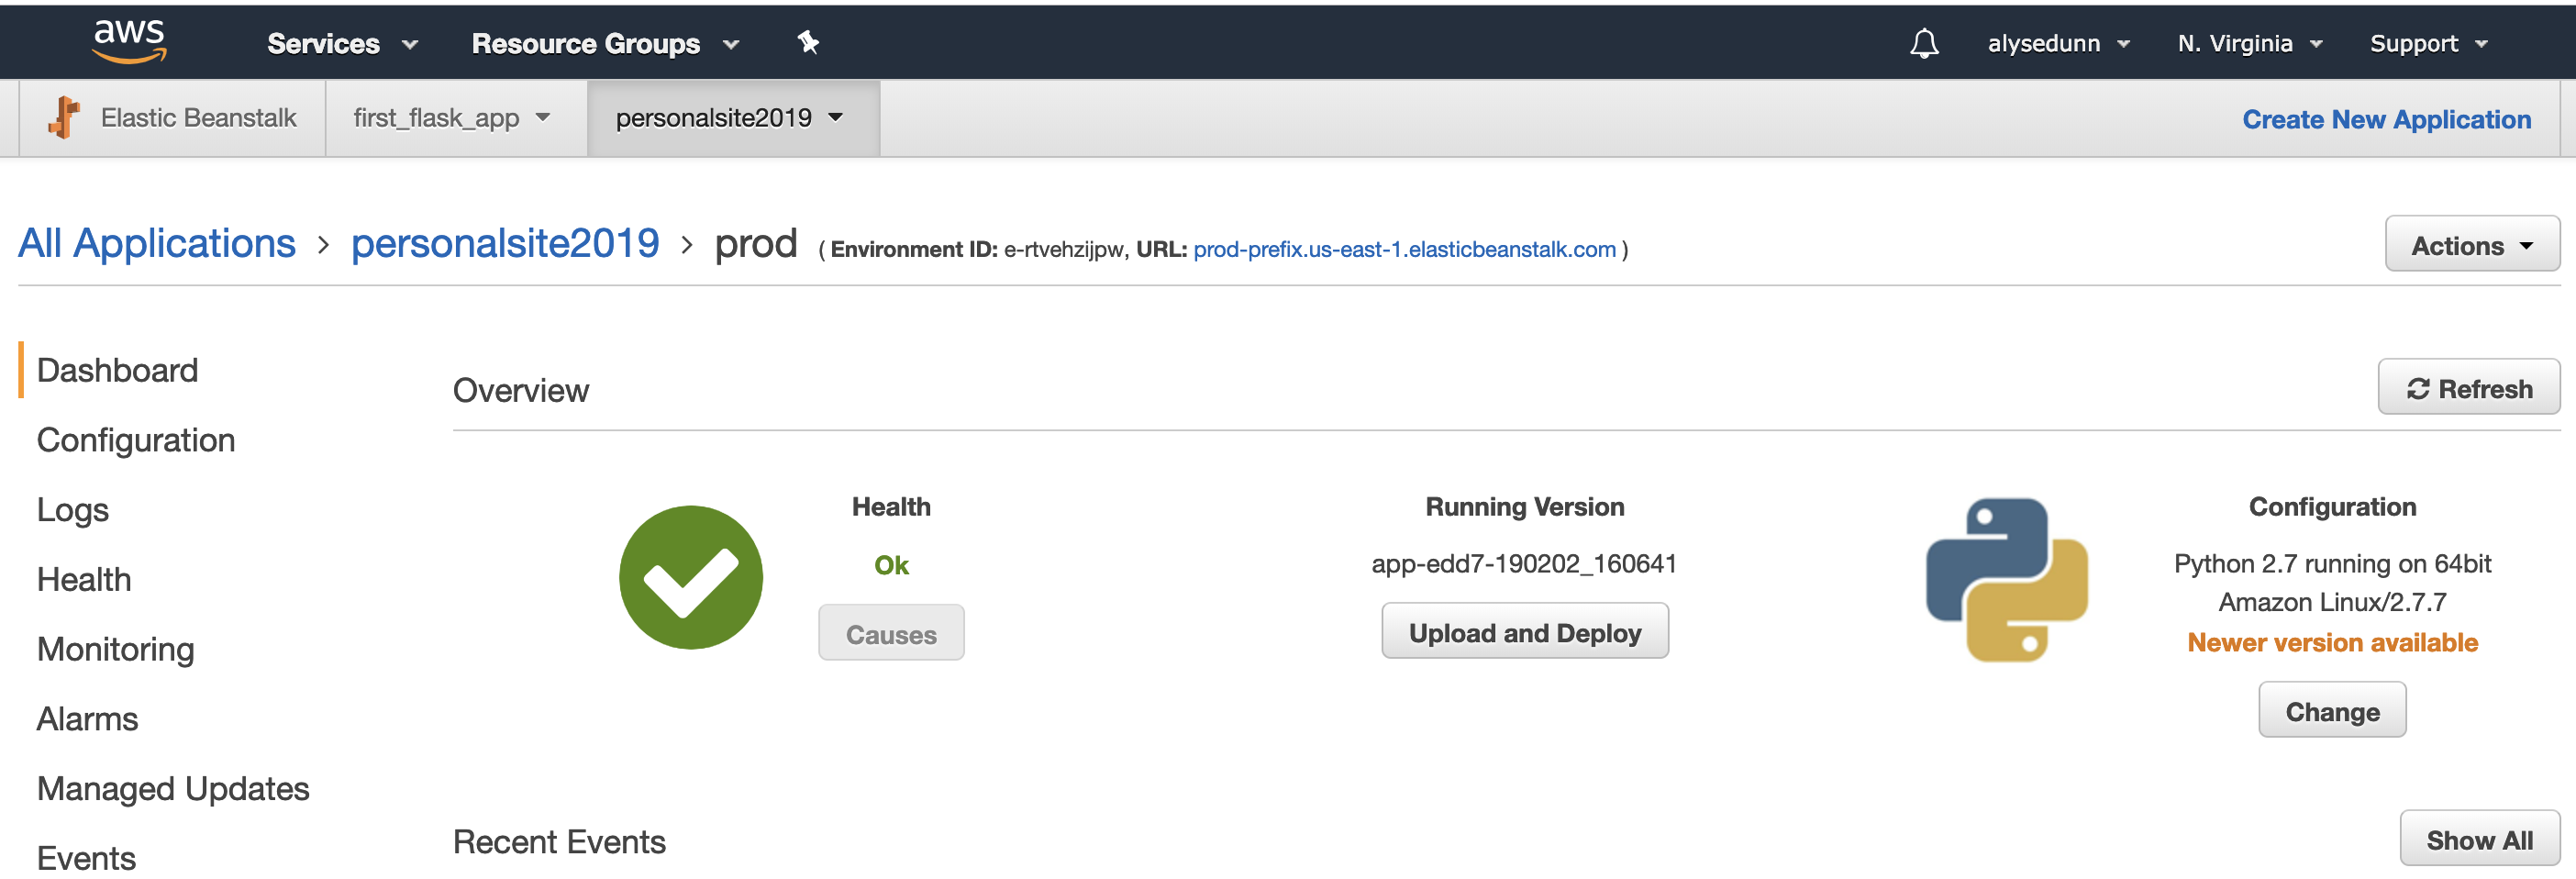 aws Services Resource Groups alysedunn N. Virginia Support
Elastic Beanstalk first_flask_app personalsite2019 Create New Application
All Applications › personalsite2019 › prod ( Environment ID: e-rtvehzijpw, URL: prod-prefix.us-east-1.elasticbeanstalk.com ) Actions
Dashboard
Configuration
Logs
Health
Monitoring
Alarms
Managed Updates
Events
Overview Refresh
Health
Ok
Causes
Running Version
app-edd7-190202_160641
Upload and Deploy
Configuration
Python 2.7 running on 64bit
Amazon Linux/2.7.7
Newer version available
Change
Recent Events Show All